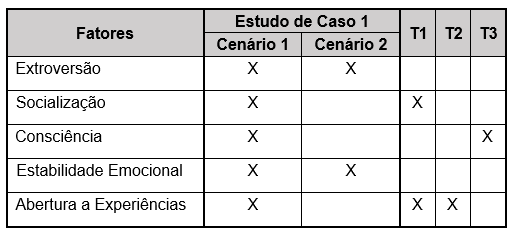 Fatores Estudo de Caso 1 T1 T2 T3
Cenário 1 Cenário 2
Extroversão X X
Socialização X X
Consciência X X
Estabilidade Emocional X X
Abertura a Experiências X X X